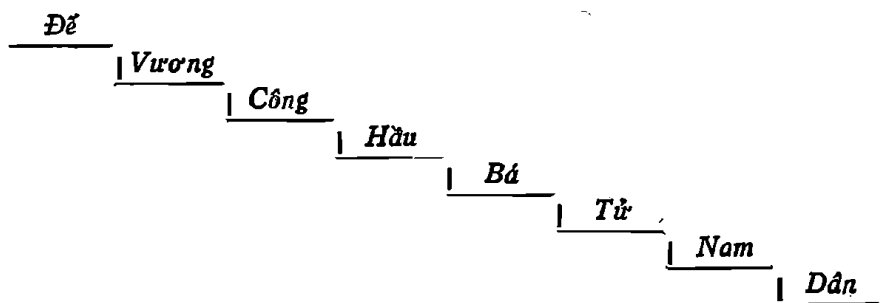 Đế
Vương
Công
Hầu
Bá
Tử
Nam
Dân